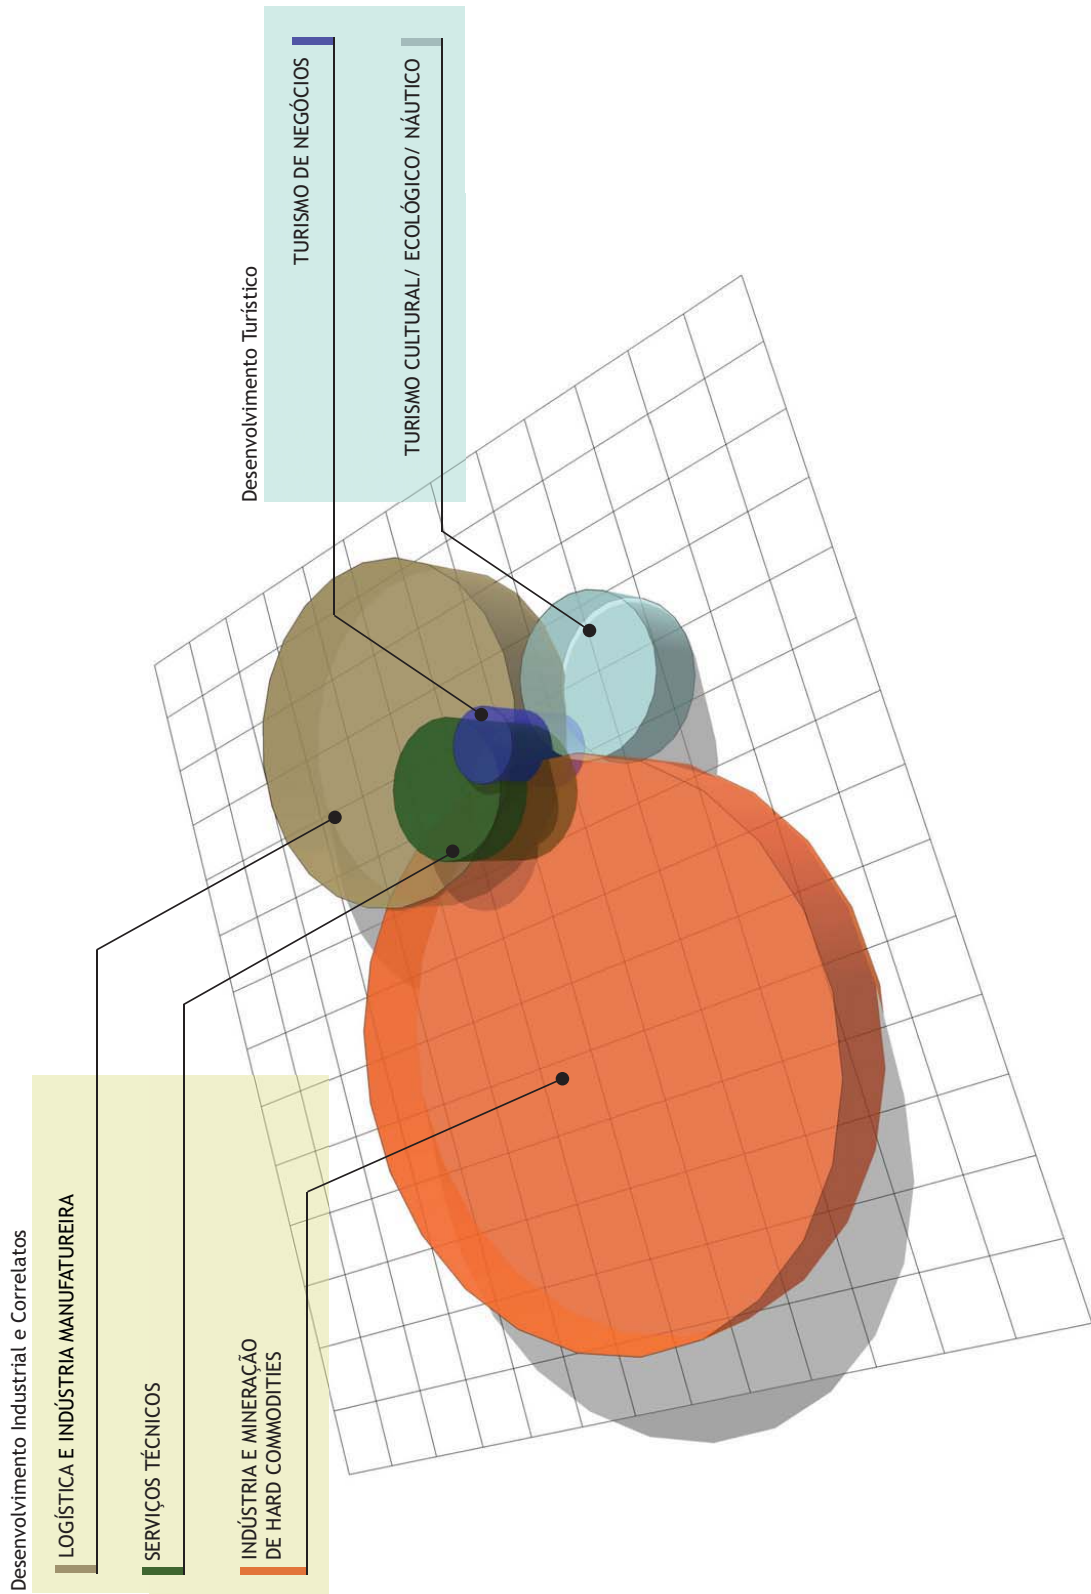 Desenvolvimento Industrial e Correlatos
LOGÍSTICA E INDÚSTRIA MANUFATUREIRA
SERVIÇOS TÉCNICOS
INDÚSTRIA E MINERAÇÃO
DE HARD COMMODITIES
Desenvolvimento Turístico
TURISMO DE NEGÓCIOS
TURISMO CULTURAL/ ECOLÓGICO/ NÁUTICO